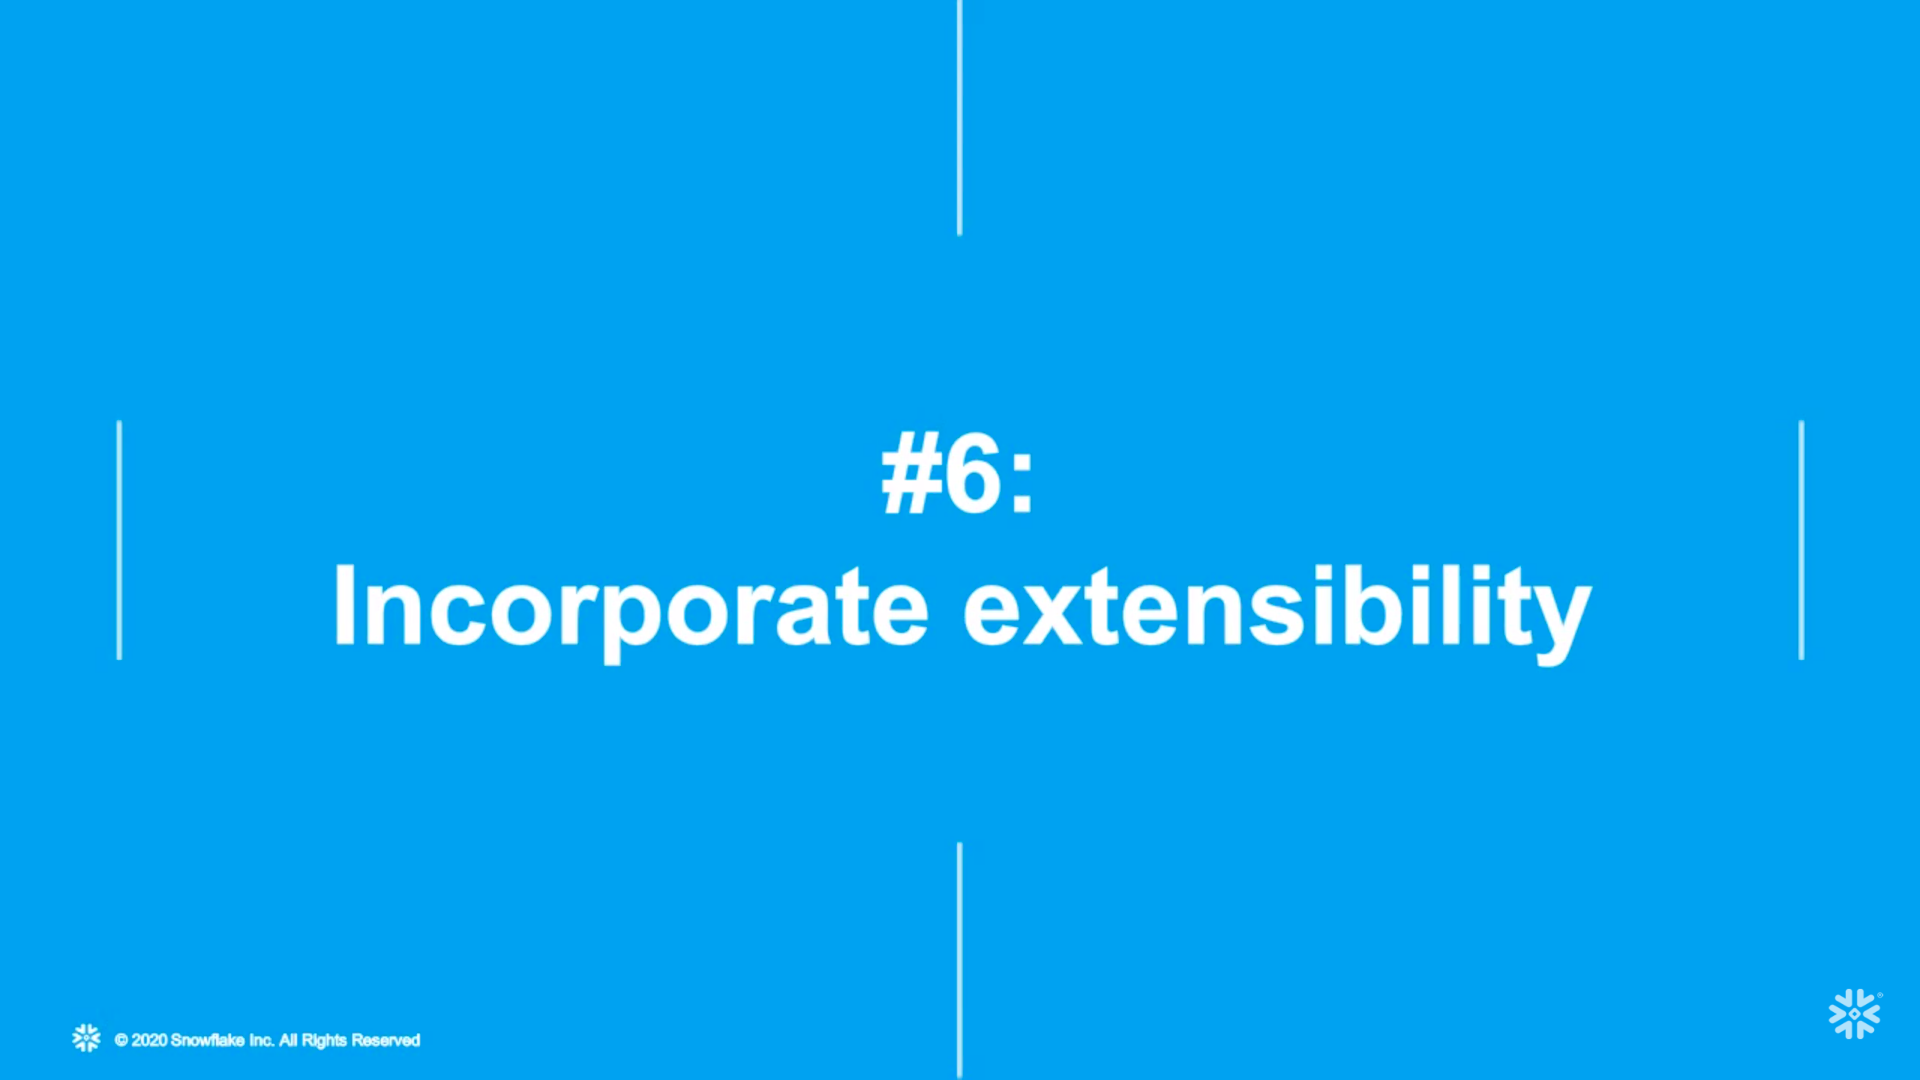 #6:
Incorporate extensibility
© 2020 Snowflake Inc. All Rights Reserved